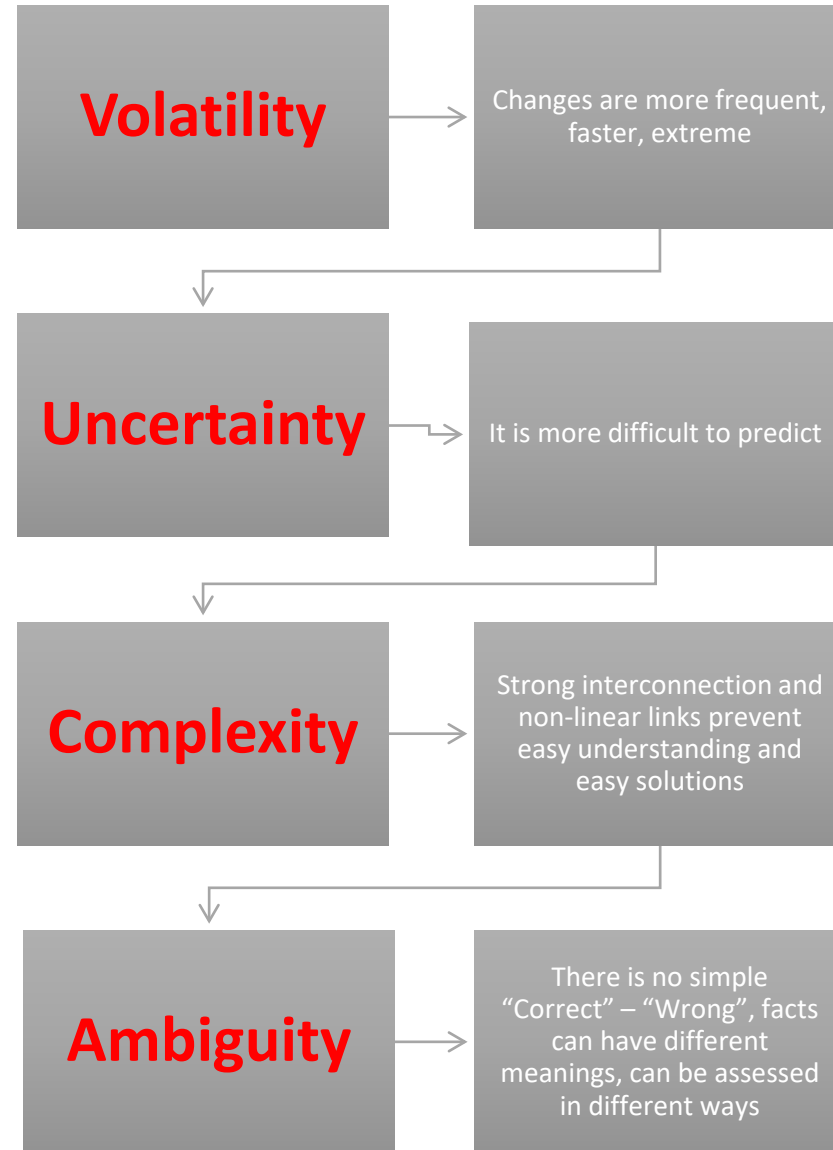 Volatility
Changes are more frequent,
faster, extreme
Uncertainty
It is more difficult to predict
Complexity
Strong interconnection and
non-linear links prevent
easy understanding and
easy solutions
Ambiguity
There is no simple
“Correct” – “Wrong”, facts
can have different
meanings, can be assessed
in different ways